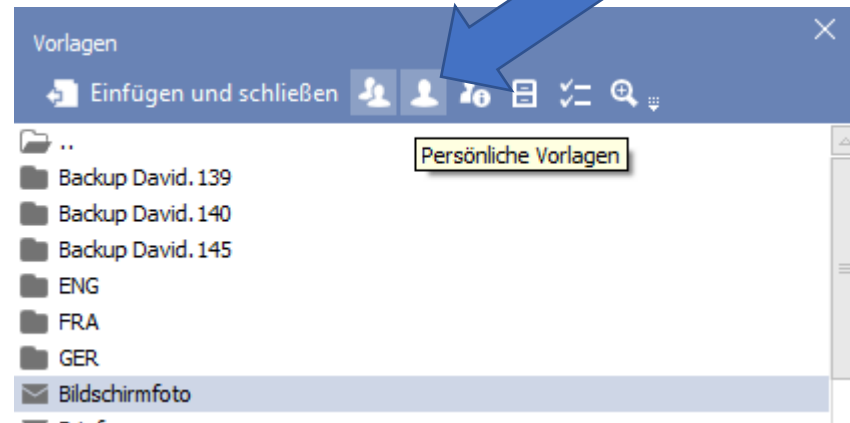 Vorlagen
Einfügen und schließen
Persönliche Vorlagen
..
Backup David.139
Backup David.140
Backup David.145
ENG
FRA
GER
Bildschirmfoto